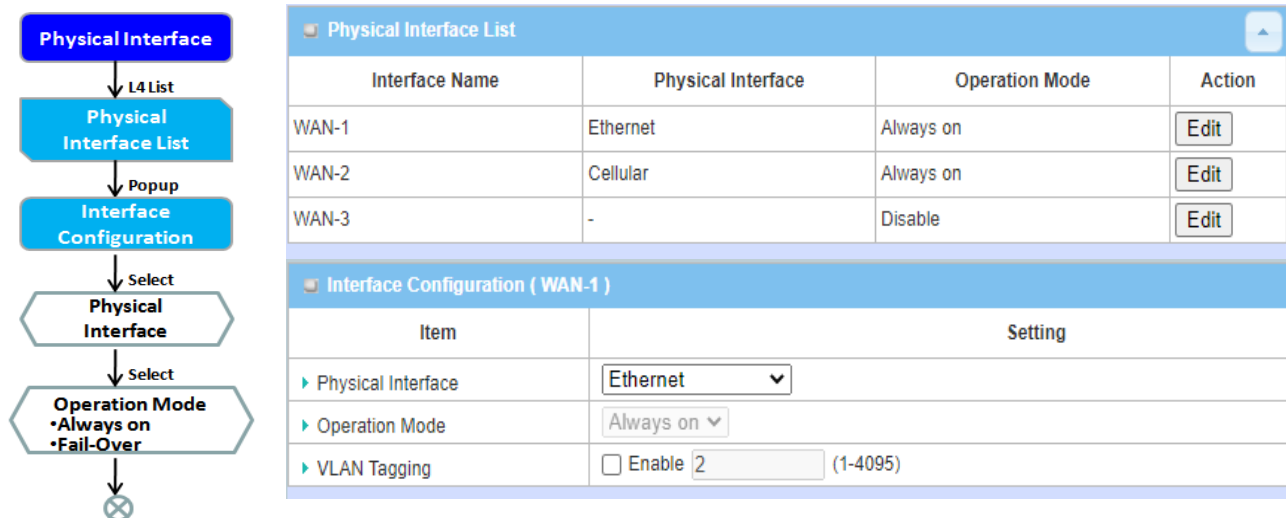 Physical Interface
L4 List
Physical
Interface List
Popup
Interface
Configuration
Select
Physical
Interface
Select
Operation Mode
•Always on
•Fail-Over
Physical Interface List
Interface Name Physical Interface Operation Mode Action
WAN-1 Ethernet Always on Edit
WAN-2 Cellular Always on Edit
WAN-3 - Disable Edit
Interface Configuration ( WAN-1 )
Item Setting
Physical Interface Ethernet
Operation Mode Always on
VLAN Tagging Enable 2 (1-4095)